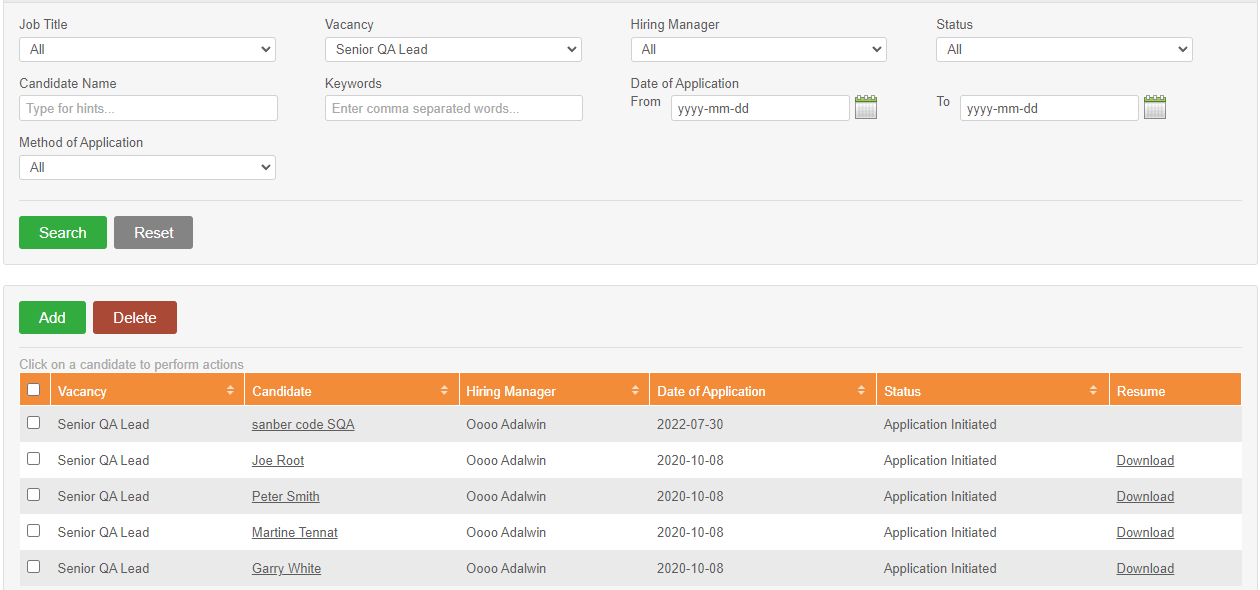 Job Title Vacancy Hiring Manager Status
All Senior QA Lead All All
Candidate Name Keywords Date of Application
Type for hints... Enter comma separated words... From yyyy-mm-dd To yyyy-mm-dd
Method of Application
All
Search Reset
Add Delete
Click on a candidate to perform actions
Vacancy Candidate Hiring Manager Date of Application Status Resume
Senior QA Lead sanber code SQA Oooo Adalwin 2022-07-30 Application Initiated
Senior QA Lead Joe Root Oooo Adalwin 2020-10-08 Application Initiated Download
Senior QA Lead Peter Smith Oooo Adalwin 2020-10-08 Application Initiated Download
Senior QA Lead Martine Tennat Oooo Adalwin 2020-10-08 Application Initiated Download
Senior QA Lead Garry White Oooo Adalwin 2020-10-08 Application Initiated Download